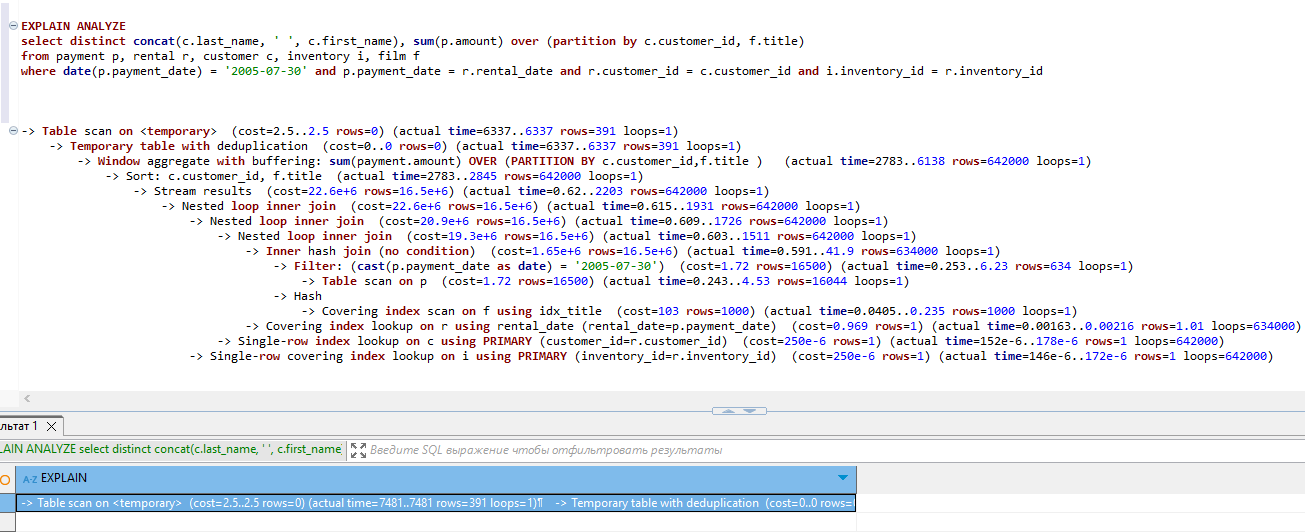 EXPLAIN ANALYZE
select distinct concat(c.last_name, ' ', c.first_name), sum(p.amount) over (partition by c.customer_id, f.title)
from payment p, rental r, customer c, inventory i, film f
where date(p.payment_date) = '2005-07-30' and p.payment_date = r.rental_date and r.customer_id = c.customer_id and i.inventory_id = r.inventory_id
-> Table scan on <temporary>  (cost=2.5..2.5 rows=0) (actual time=6337..6337 rows=391 loops=1)
-> Temporary table with deduplication  (cost=0..0 rows=0) (actual time=6337..6337 rows=391 loops=1)
-> Window aggregate with buffering: sum(payment.amount) OVER (PARTITION BY c.customer_id,f.title )   (actual time=2783..6138 rows=642000 loops=1)
-> Sort: c.customer_id, f.title  (actual time=2783..2845 rows=642000 loops=1)
-> Stream results  (cost=22.6e+6 rows=16.5e+6) (actual time=0.62..2203 rows=642000 loops=1)
-> Nested loop inner join  (cost=22.6e+6 rows=16.5e+6) (actual time=0.615..1931 rows=642000 loops=1)
-> Nested loop inner join  (cost=20.9e+6 rows=16.5e+6) (actual time=0.609..1726 rows=642000 loops=1)
-> Nested loop inner join  (cost=19.3e+6 rows=16.5e+6) (actual time=0.603..1511 rows=642000 loops=1)
-> Inner hash join (no condition)  (cost=1.65e+6 rows=16.5e+6) (actual time=0.591..41.9 rows=634000 loops=1)
-> Filter: (cast(p.payment_date as date) = '2005-07-30')  (cost=1.72 rows=16500) (actual time=0.253..6.23 rows=634 loops=1)
-> Table scan on p  (cost=1.72 rows=16500) (actual time=0.243..4.53 rows=16044 loops=1)
-> Hash
-> Covering index scan on f using idx_title  (cost=103 rows=1000) (actual time=0.0405..0.235 rows=1000 loops=1)
-> Covering index lookup on r using rental_date (rental_date=p.payment_date)  (cost=0.969 rows=1) (actual time=0.00163..0.00216 rows=1.01 loops=634000)
-> Single-row index lookup on c using PRIMARY (customer_id=r.customer_id)  (cost=250e-6 rows=1) (actual time=152e-6..178e-6 rows=1 loops=642000)
-> Single-row covering index lookup on i using PRIMARY (inventory_id=r.inventory_id)  (cost=250e-6 rows=1) (actual time=146e-6..172e-6 rows=1 loops=642000)
льтат 1
LAIN ANALYZE select distinct concat(c.last_name, ' ', c.first_name) Введите SQL выражение чтобы отфильтровать результаты
A-Z EXPLAIN
-> Table scan on <temporary>  (cost=2.5..2.5 rows=0) (actual time=7481..7481 rows=391 loops=1)¶    -> Temporary table with deduplication  (cost=0..0 rows=